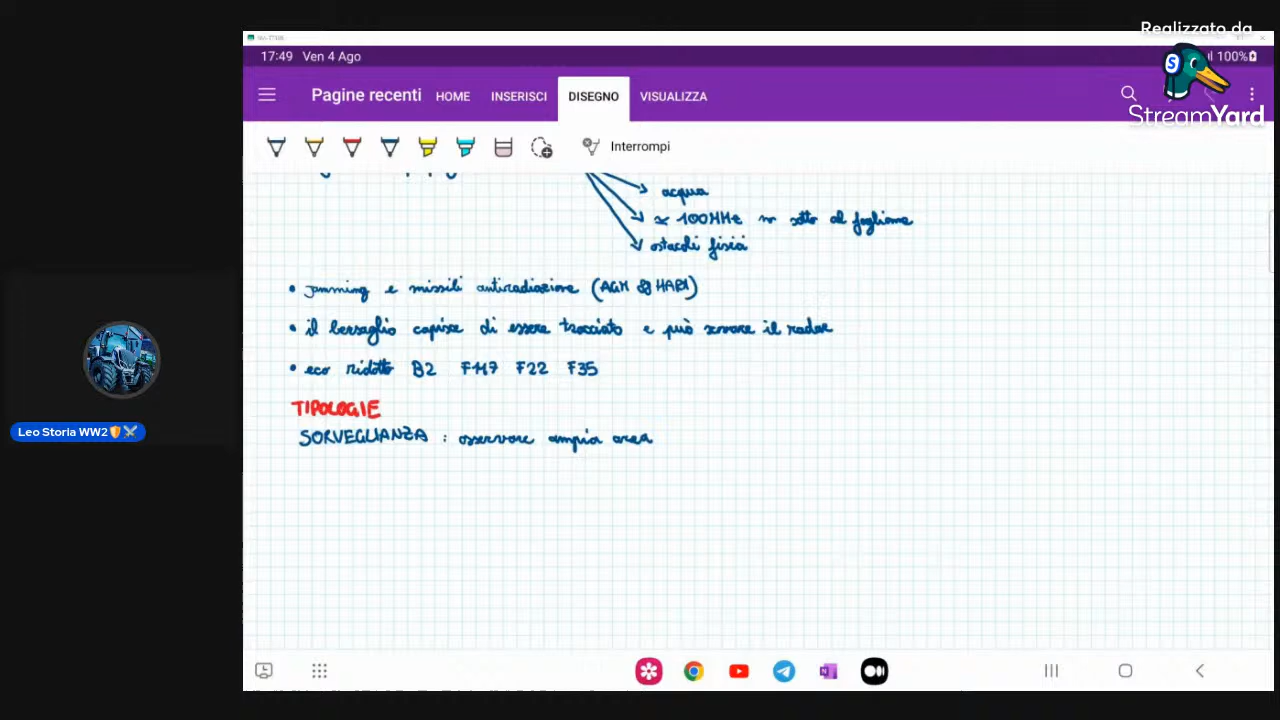 Realizzato da
StreamYard
17:49 Ven 4 Ago
100%
Pagine recenti HOME INSERISCI DISEGNO VISUALIZZA
Interrompi
acqua
≃ 100MHz no sotto al fogliame
ostacoli fisici
• jamming e missili antiradiazione (AGM 88 HARM)
• il bersaglio capisce di essere tracciato e può sovare il radar
• eco ridotto B2 F117 F22 F35
TIPOLOGIE
SORVEGLIANZA : osservare ampia area
Leo Storia WW2